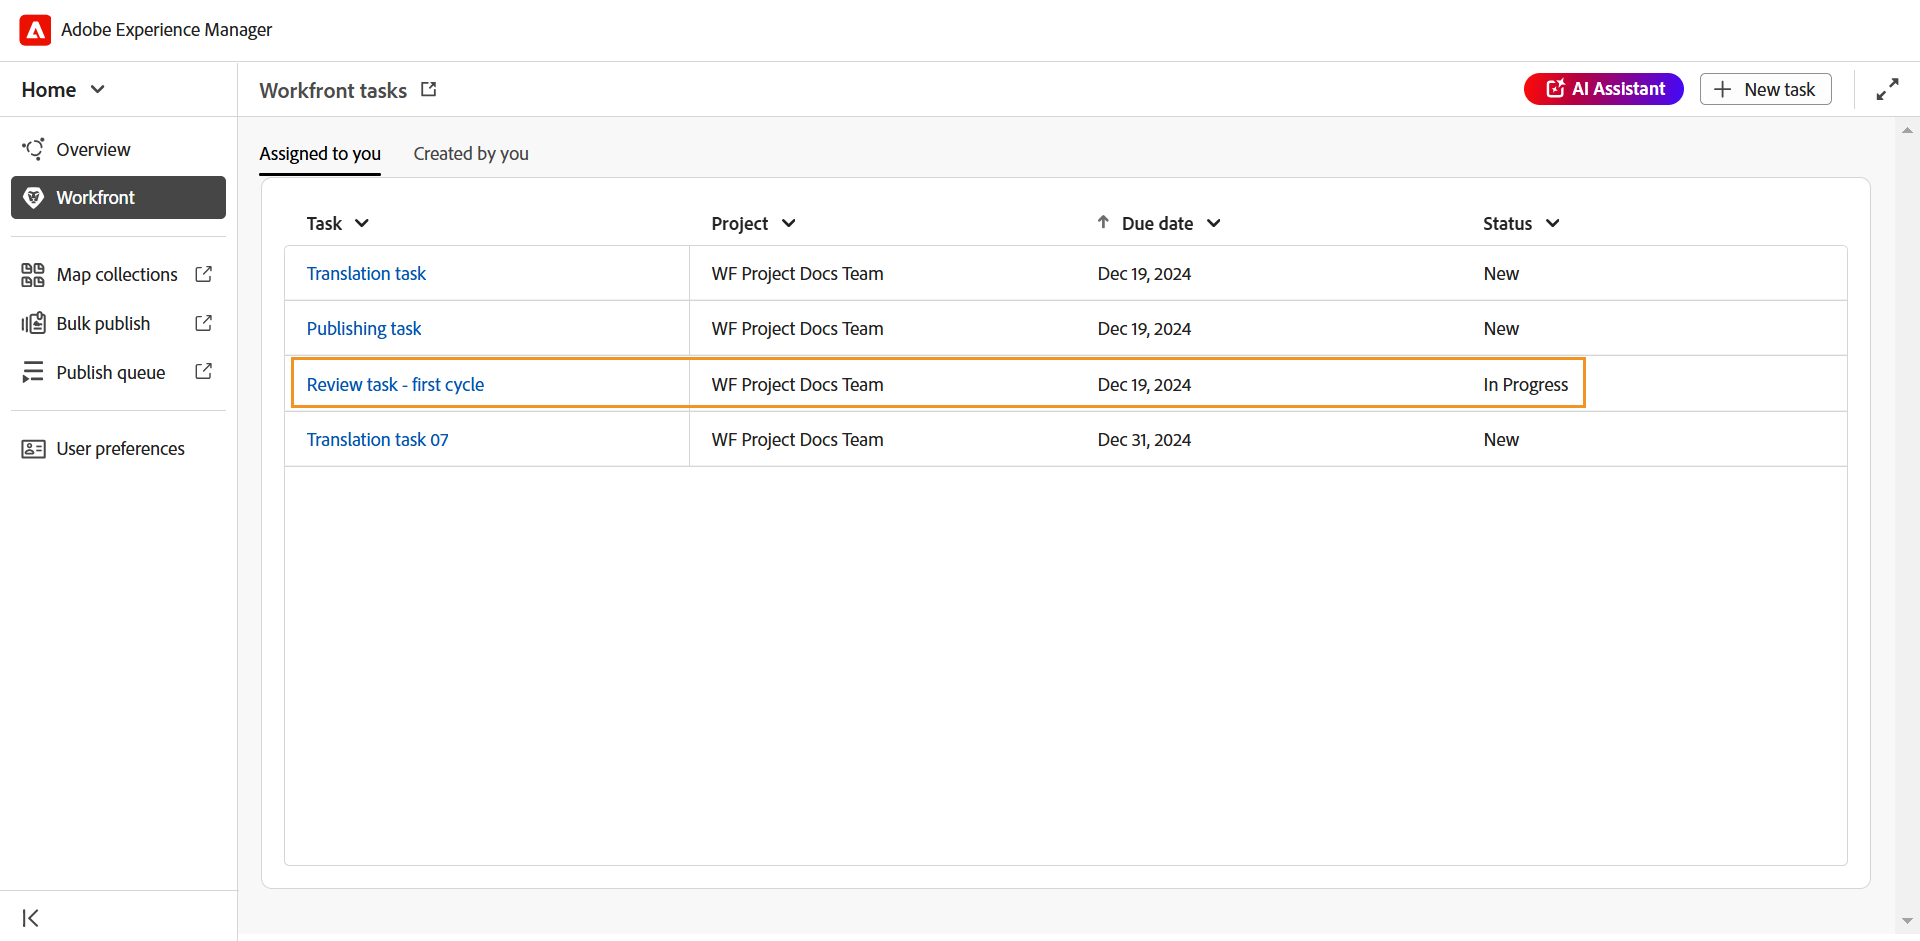 Adobe Experience Manager
Home
Workfront tasks
AI Assistant
New task
Overview
Workfront
Map collections
Bulk publish
Publish queue
User preferences
Assigned to you Created by you
Task Project Due date Status
Translation task WF Project Docs Team Dec 19, 2024 New
Publishing task WF Project Docs Team Dec 19, 2024 New
Review task - first cycle WF Project Docs Team Dec 19, 2024 In Progress
Translation task 07 WF Project Docs Team Dec 31, 2024 New